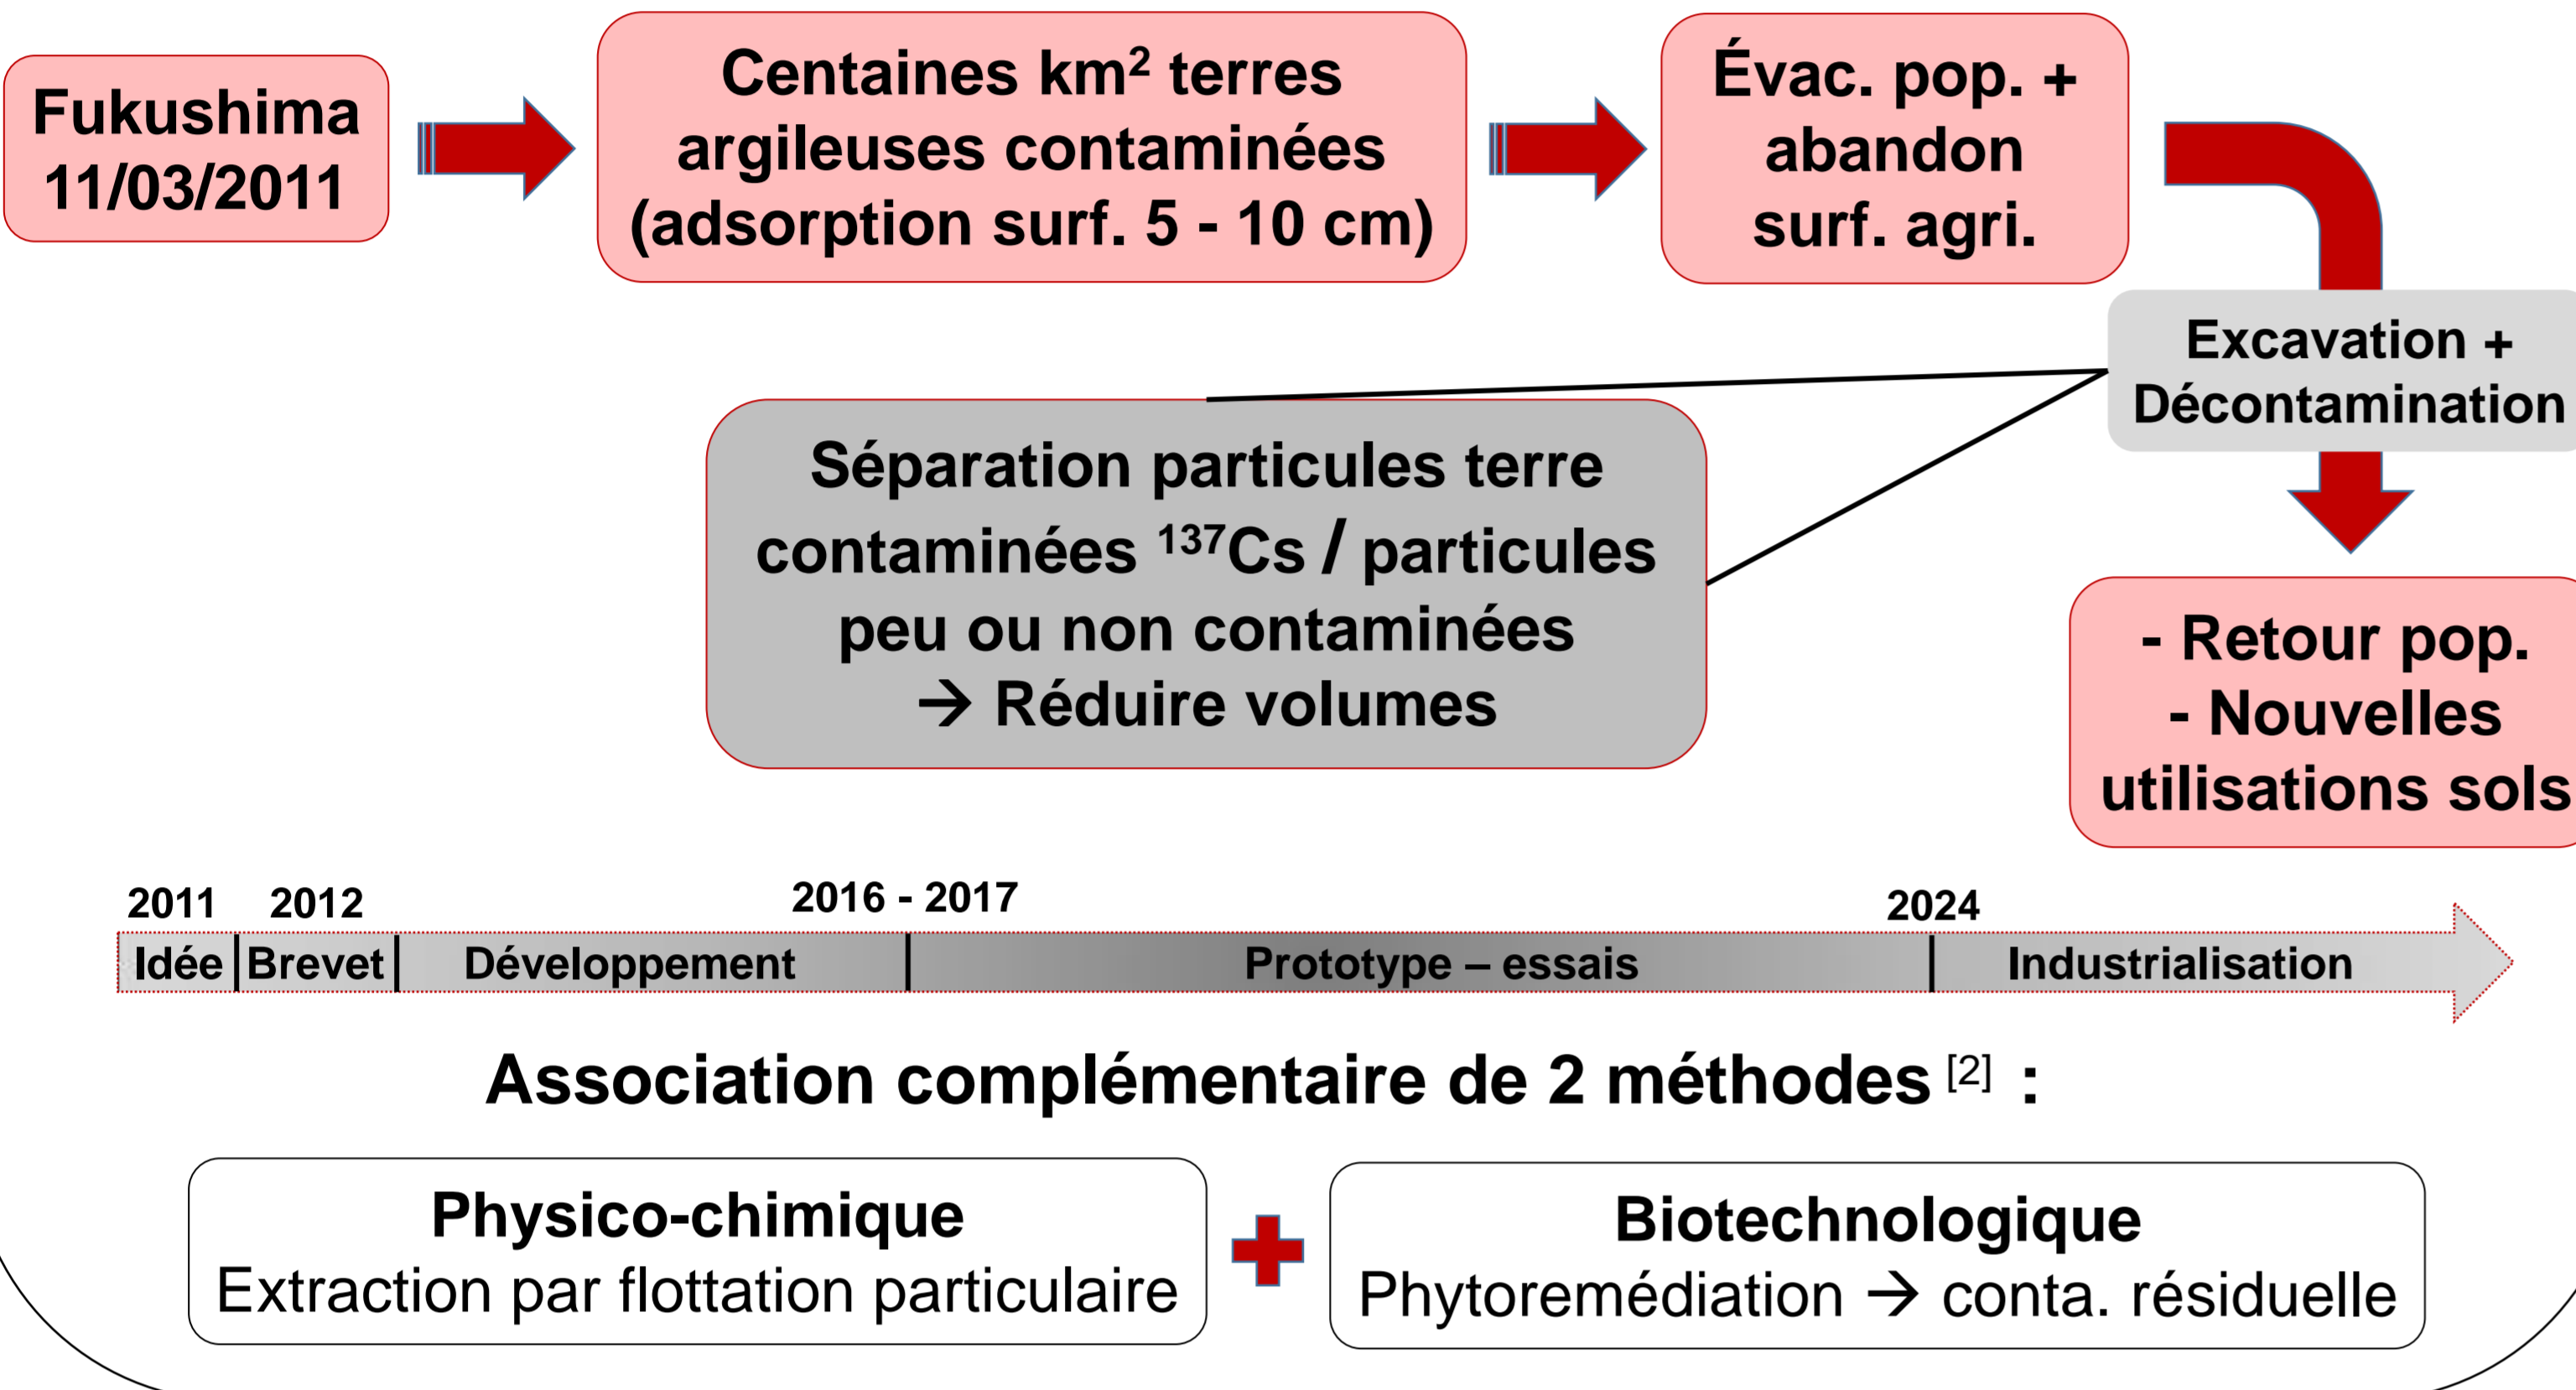 Fukushima
11/03/2011
Centaines km² terres
argileuses contaminées
(adsorption surf. 5 - 10 cm)
Évac. pop. +
abandon
surf. agri.
Excavation +
Décontamination
Séparation particules terre
contaminées ¹³⁷Cs / particules
peu ou non contaminées
→ Réduire volumes
- Retour pop.
- Nouvelles
utilisations sols
2011 2012 2016 - 2017 2024
Idée Brevet Développement Prototype – essais Industrialisation
Association complémentaire de 2 méthodes [2] :
Physico-chimique
Extraction par flottation particulaire
Biotechnologique
Phytoremédiation → conta. résiduelle